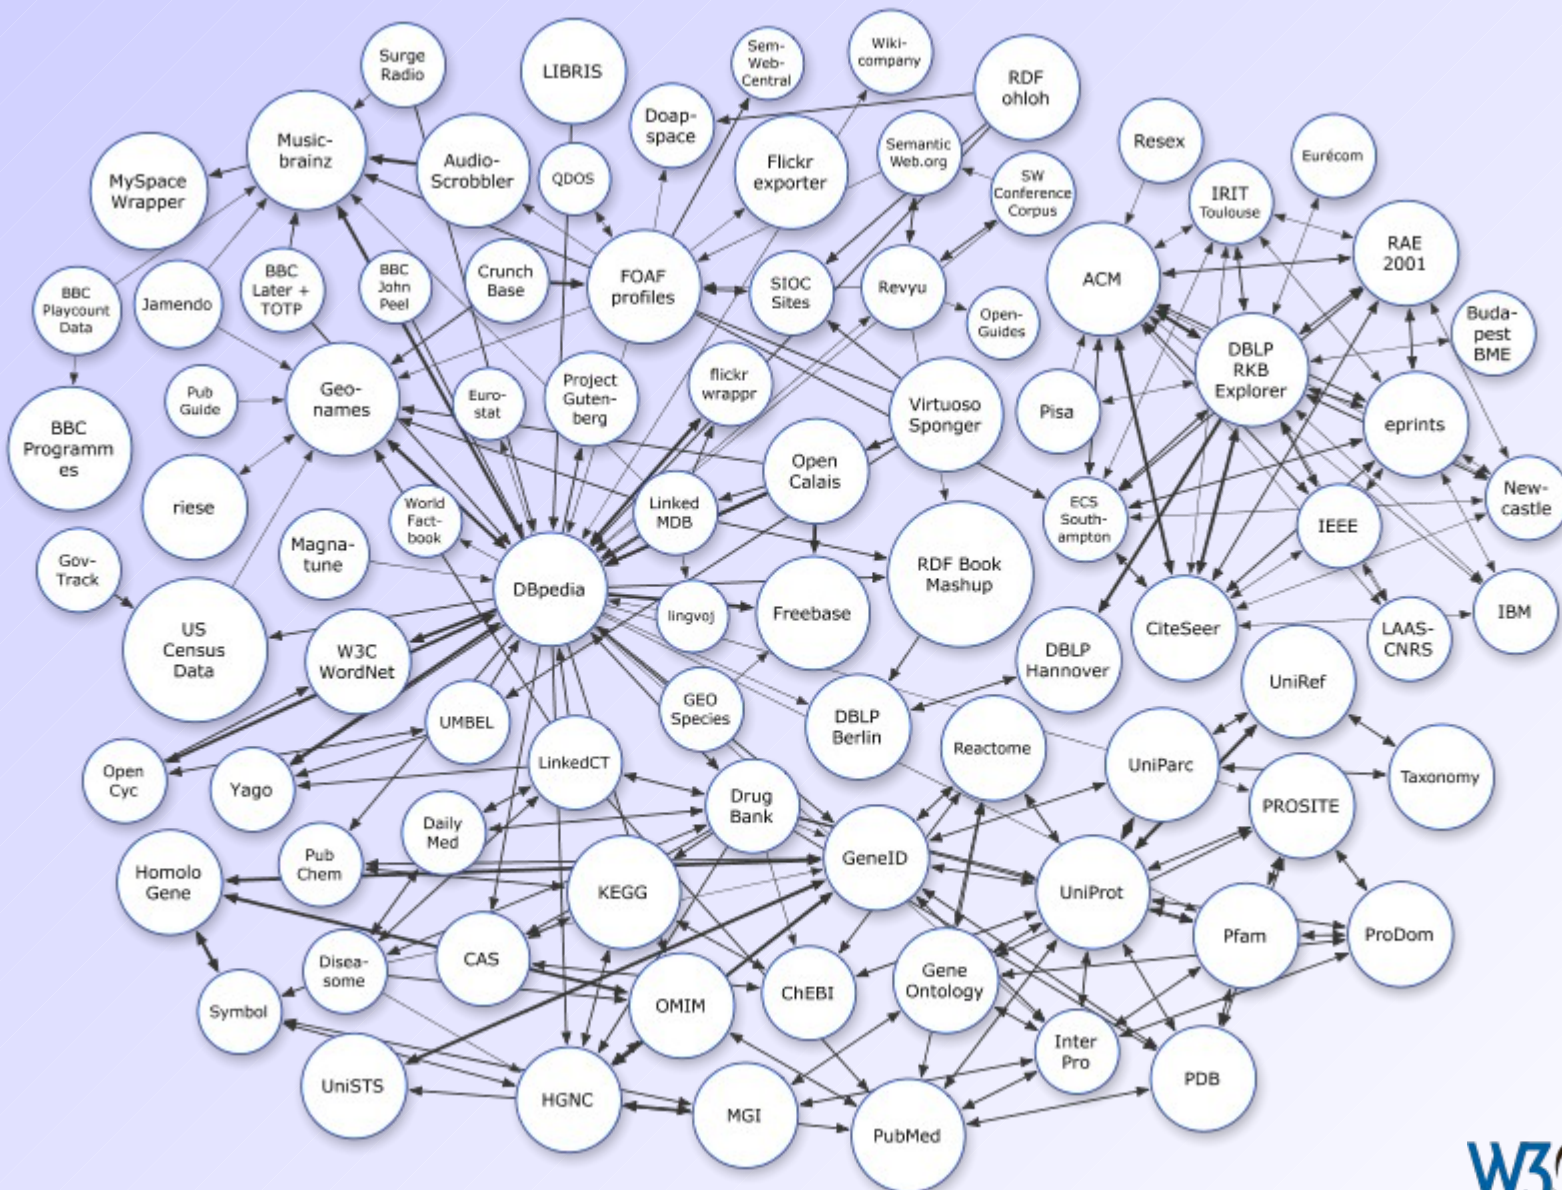 Surge
Radio
LIBRIS
Sem-
Web-
Central
Wiki-
company
RDF
ohloh
Doap-
space
Music-
brainz
Audio-
Scrobbler
QDOS
Flickr
exporter
Semantic
Web.org
SW
Conference
Corpus
Resex
Eurécom
MySpace
Wrapper
IRIT
Toulouse
RAE
2001
ACM
FOAF
profiles
SIOC
Sites
Revyu
Open-
Guides
Crunch
Base
BBC
John
Peel
BBC
Later +
TOTP
Jamendo
BBC
Playcount
Data
DBLP
RKB
Explorer
Buda-
pest
BME
Pub
Guide
Geo-
names
Euro-
stat
Project
Guten-
berg
flickr
wrappr
Virtuoso
Sponger
Pisa
eprints
BBC
Programm
es
riese
World
Fact-
book
Linked
MDB
Open
Calais
ECS
South-
ampton
IEEE
New-
castle
Gov-
Track
Magna-
tune
DBpedia
lingvoj
Freebase
RDF Book
Mashup
US
Census
Data
W3C
WordNet
DBLP
Hannover
CiteSeer
LAAS-
CNRS
IBM
UMBEL
GEO
Species
DBLP
Berlin
UniRef
Open
Cyc
Yago
LinkedCT
Reactome
UniParc
Taxonomy
Drug
Bank
PROSITE
Daily
Med
Pub
Chem
Homolo
Gene
KEGG
GeneID
UniProt
Pfam
ProDom
Disea-
some
CAS
ChEBI
Gene
Ontology
Symbol
OMIM
Inter
Pro
PDB
UniSTS
HGNC
MGI
PubMed
W3